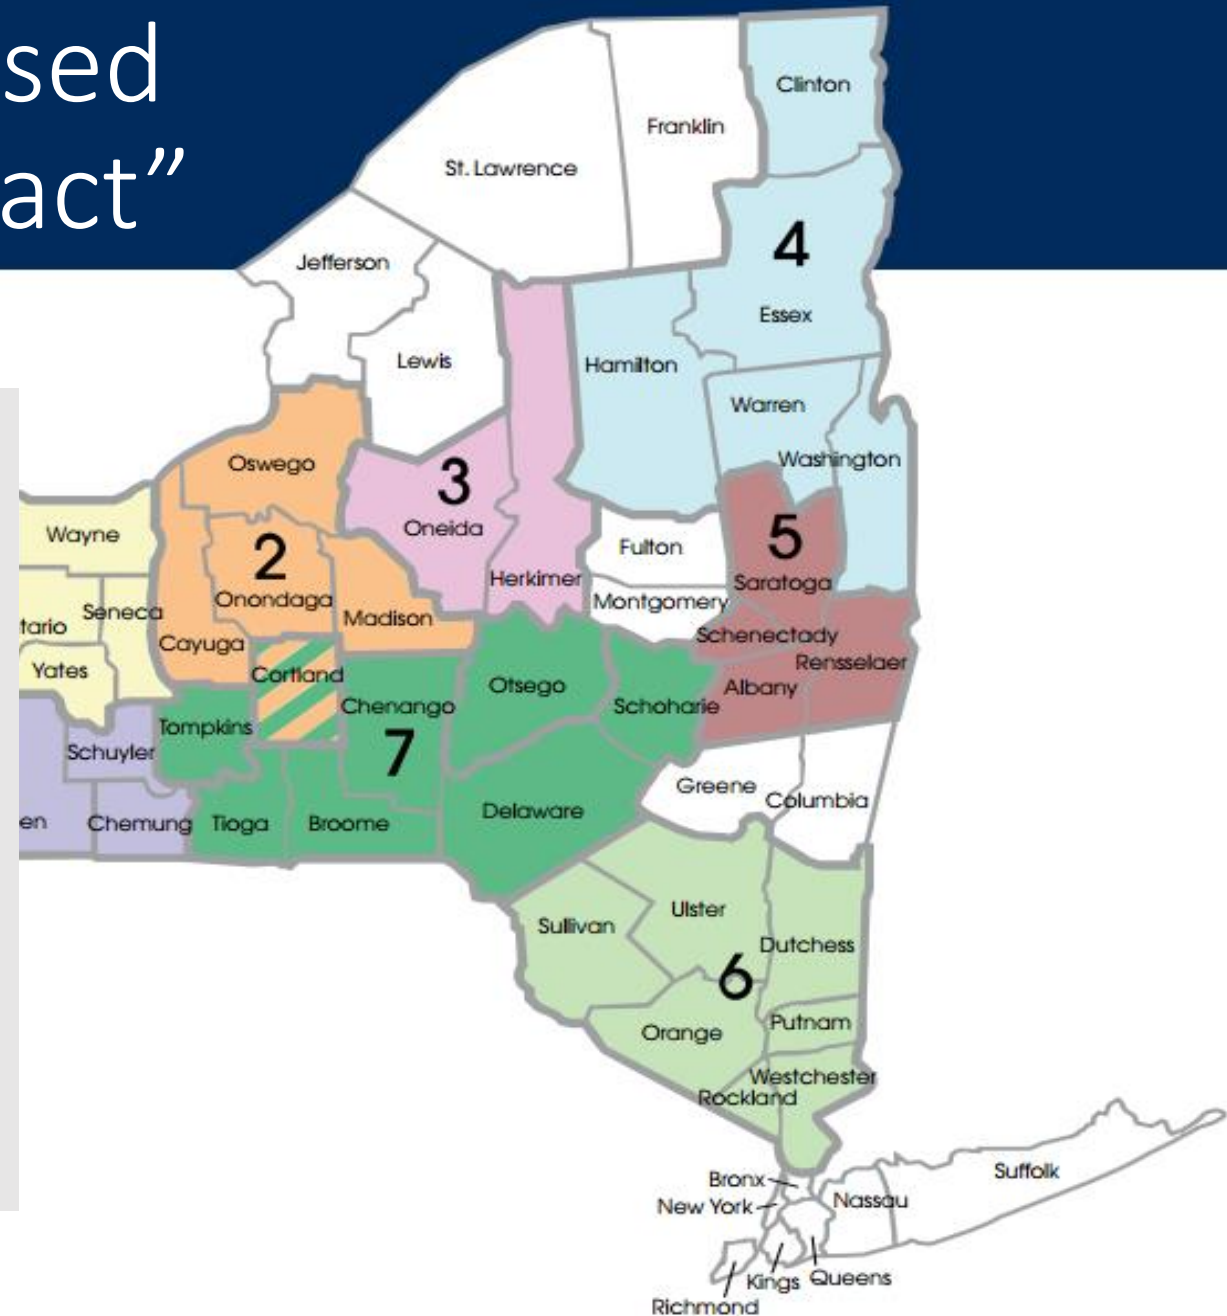 sed
act”
Clinton
Franklin
St. Lawrence
4
Jefferson
Essex
Lewis
Hamilton
Warren
Oswego
3
Washington
Oneida
5
Wayne
2
Fulton
Saratoga
Herkimer
Onondaga
Montgomery
Seneca
Madison
tario
Cayuga
Schenectady
Rensselaer
Yates
Cortland
Otsego
Albany
Chenango
Schoharie
Tompkins
7
Schuyler
Greene
Columbia
en
Chemung
Tioga
Broome
Delaware
Ulster
Sullivan
Dutchess
6
Putnam
Orange
Westchester
Rockland
Bronx
Suffolk
New York
Nassau
Kings
Queens
Richmond